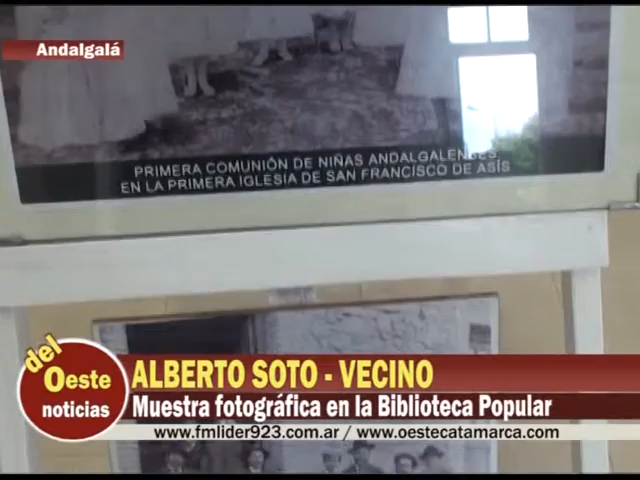 Andalgalá
PRIMERA COMUNIÓN DE NIÑAS ANDALGALENSES
EN LA PRIMERA IGLESIA DE SAN FRANCISCO DE ASÍS
del
Oeste
noticias
ALBERTO SOTO - VECINO
Muestra fotográfica en la Biblioteca Popular
www.fmlider923.com.ar / www.oestecatamarca.com